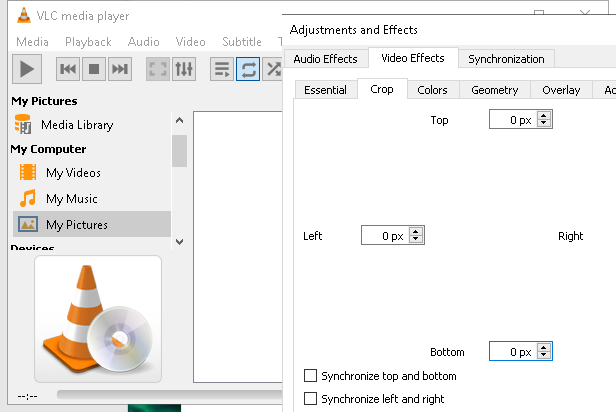 VLC media player
Media Playback Audio Video Subtitle
My Pictures
Media Library
My Computer
My Videos
My Music
My Pictures
Devices
--:--
Adjustments and Effects
Audio Effects Video Effects Synchronization
Essential Crop Colors Geometry Overlay
Top 0 px
Left 0 px Right
Bottom 0 px
Synchronize top and bottom
Synchronize left and right